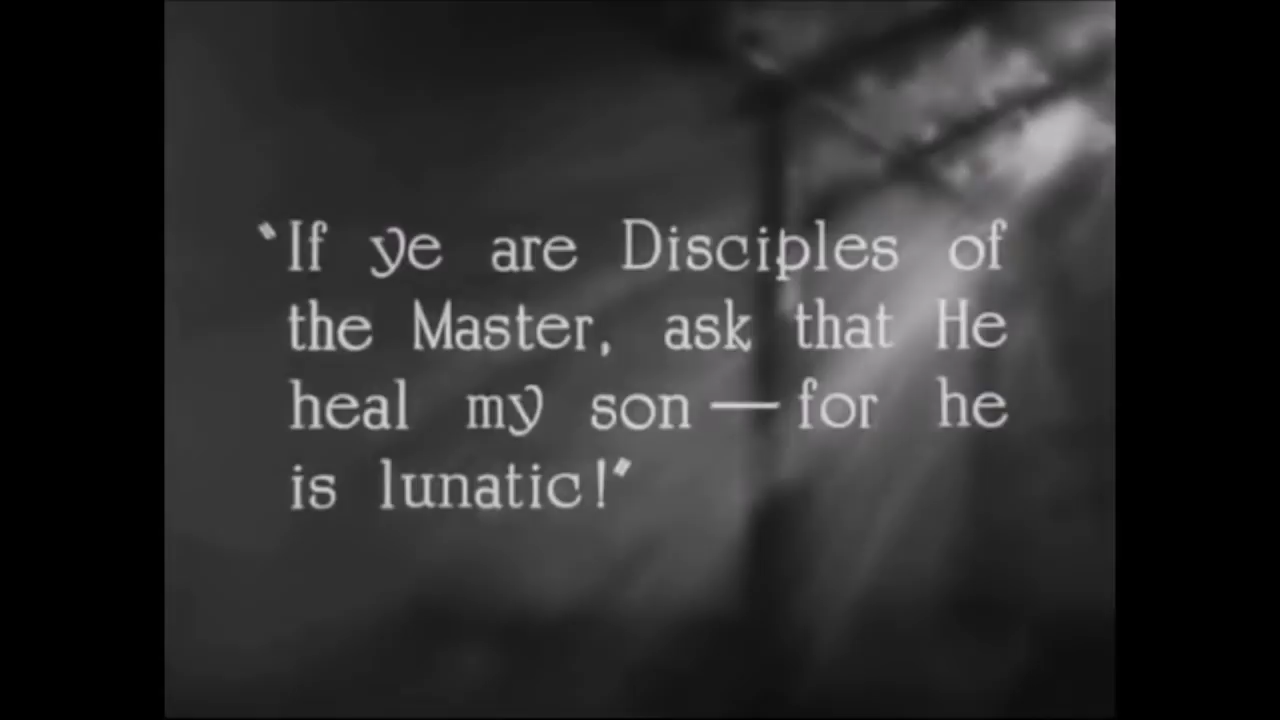 "If ye are Disciples of
the Master, ask that He
heal my son — for he
is lunatic!"